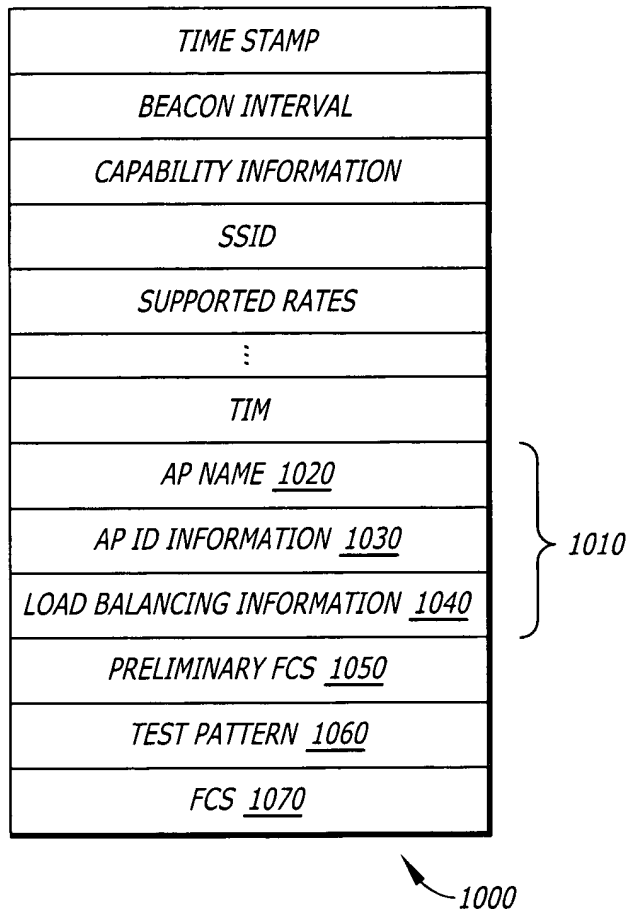 TIME STAMP
BEACON INTERVAL
CAPABILITY INFORMATION
SSID
SUPPORTED RATES
⋮
TIM
AP NAME 1020
AP ID INFORMATION 1030
1010
LOAD BALANCING INFORMATION 1040
PRELIMINARY FCS 1050
TEST PATTERN 1060
FCS 1070
1000